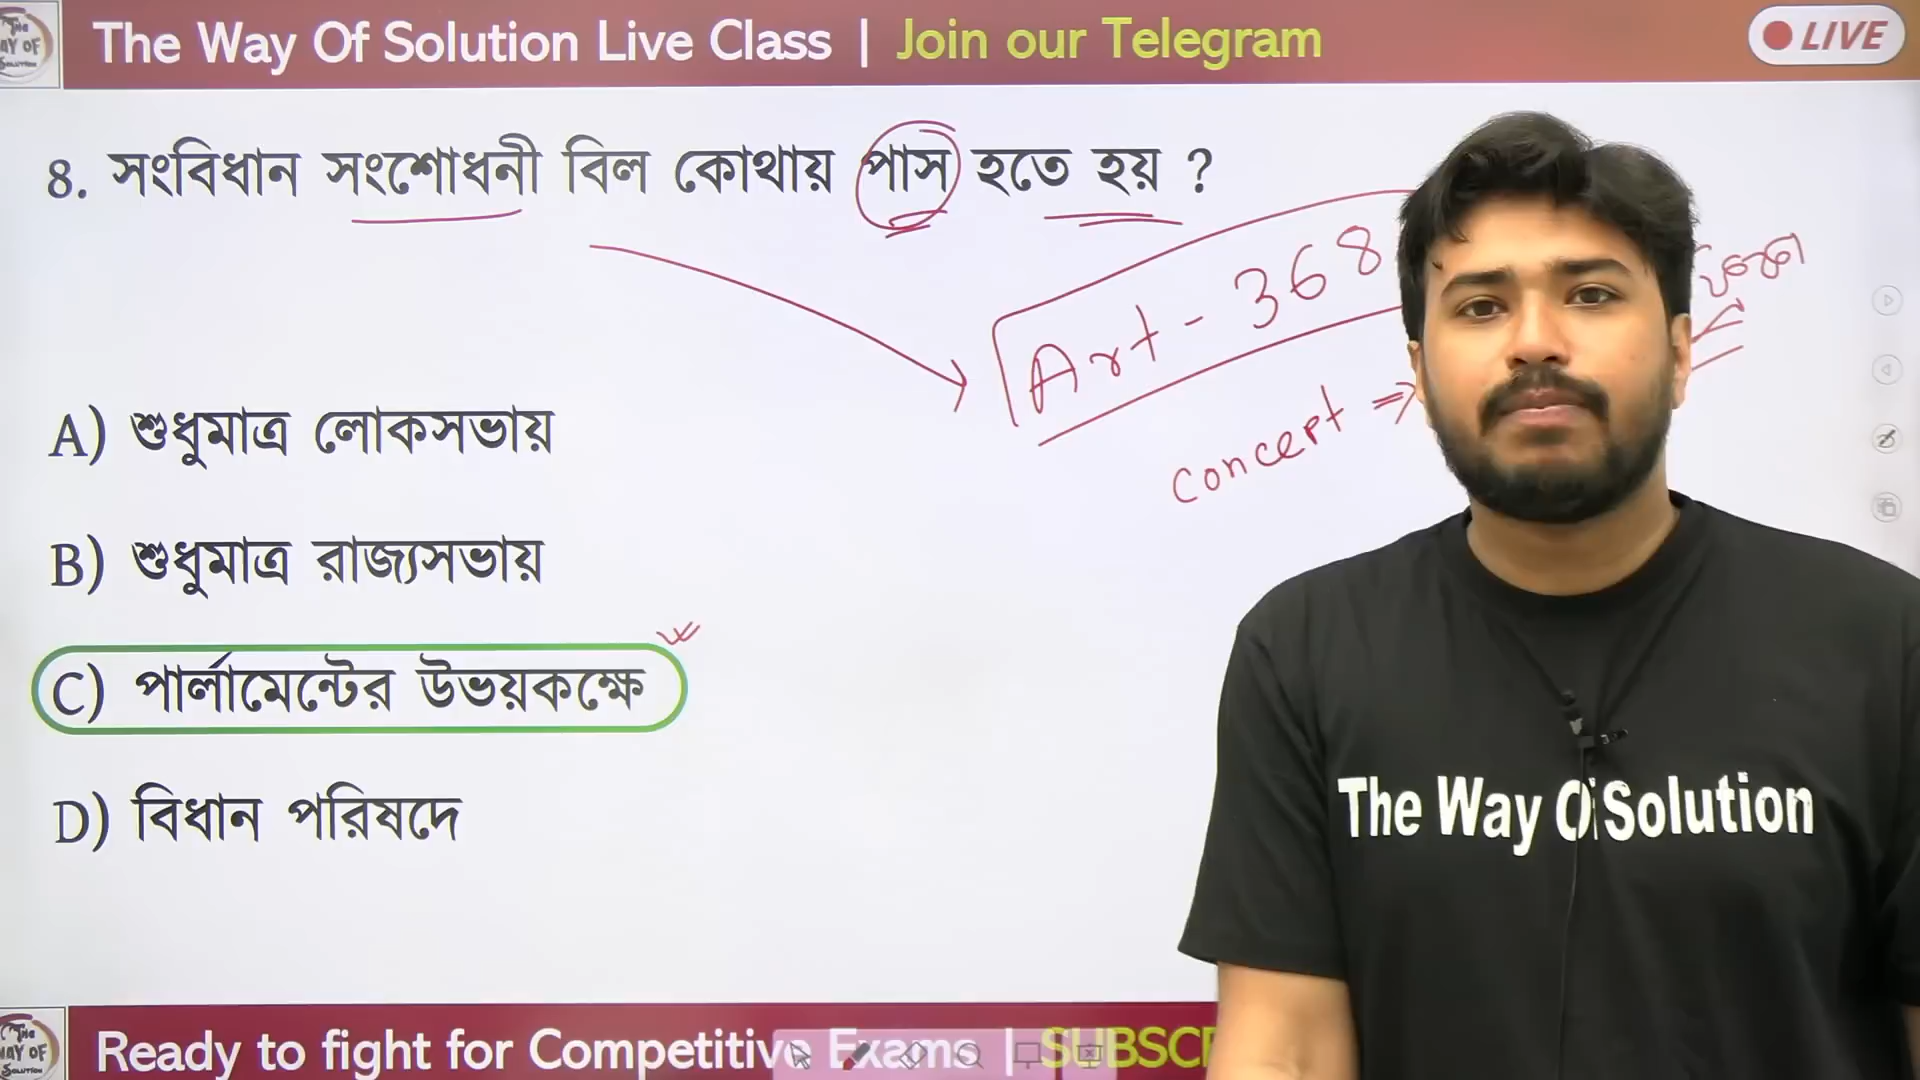 The Way Of Solution Live Class | Join our Telegram
LIVE
8. সংবিধান সংশোধনী বিল কোথায় পাস হতে হয় ?
Art - 368
concept ⇒
A) শুধুমাত্র লোকসভায়
B) শুধুমাত্র রাজ্যসভায়
C) পার্লামেন্টের উভয়কক্ষে
D) বিধান পরিষদে
The Way Of Solution
Ready to fight for Competitive Exams |